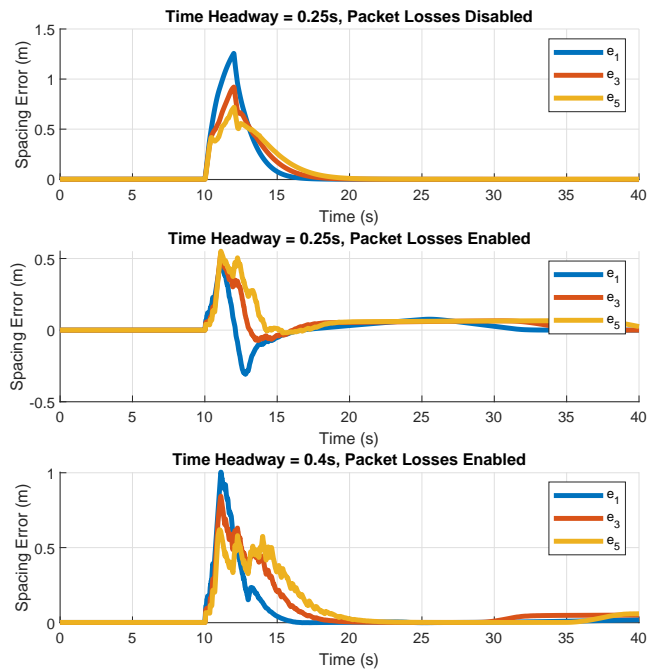 Time Headway = 0.25s, Packet Losses Disabled
Spacing Error (m)
1.5
1
0.5
0
e1
e3
e5
0 5 10 15 20 25 30 35 40
Time (s)
Time Headway = 0.25s, Packet Losses Enabled
Spacing Error (m)
0.5
0
-0.5
e1
e3
e5
0 5 10 15 20 25 30 35 40
Time (s)
Time Headway = 0.4s, Packet Losses Enabled
Spacing Error (m)
1
0.5
0
e1
e3
e5
0 5 10 15 20 25 30 35 40
Time (s)